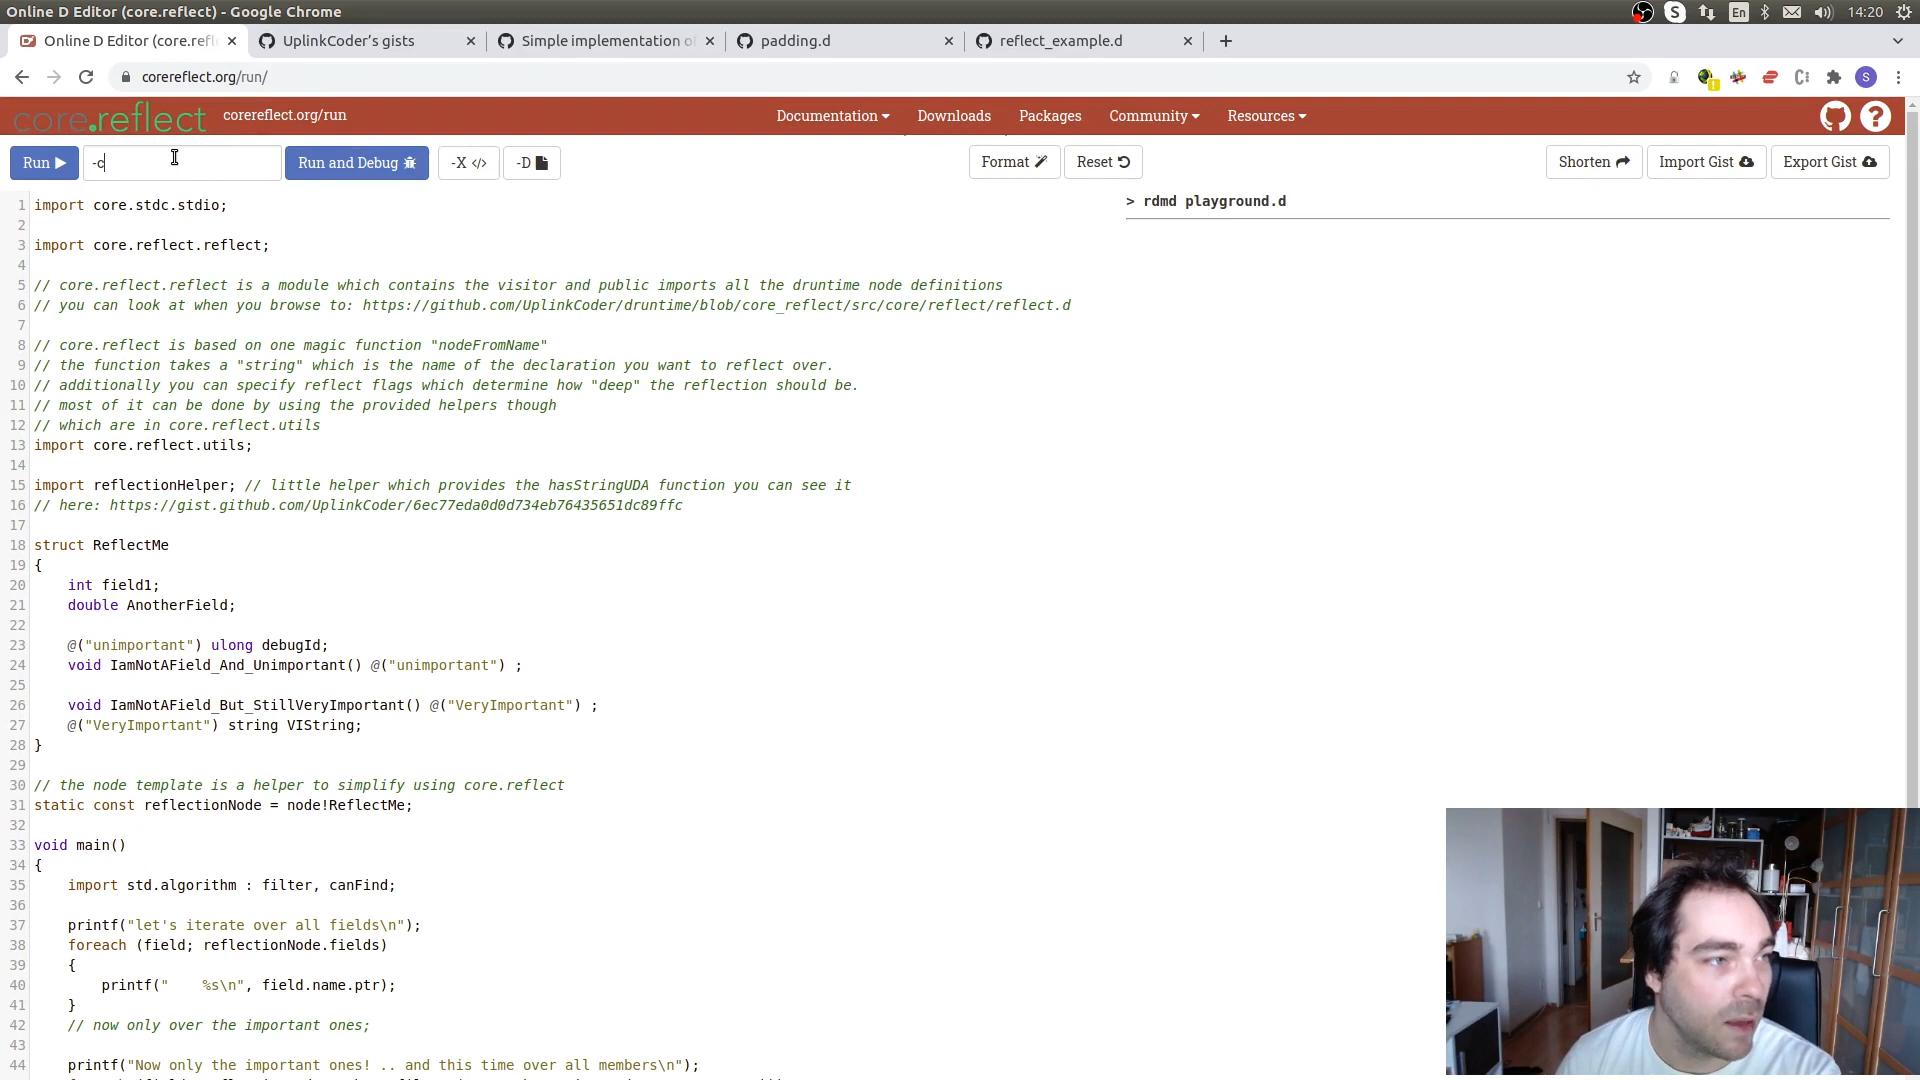 Online D Editor (core.reflect) - Google Chrome
En
14:20
Online D Editor (core.refl
UplinkCoder's gists
Simple implementation o
padding.d
reflect_example.d
corereflect.org/run/
core.reflect
corereflect.org/run
Documentation
Downloads
Packages
Community
Resources
Run
-c
Run and Debug
-X
-D
Format
Reset
Shorten
Import Gist
Export Gist
> rdmd playground.d
1 import core.stdc.stdio;
2
3 import core.reflect.reflect;
4
5 // core.reflect.reflect is a module which contains the visitor and public imports all the druntime node definitions
6 // you can look at when you browse to: https://github.com/UplinkCoder/druntime/blob/core_reflect/src/core/reflect/reflect.d
7
8 // core.reflect is based on one magic function "nodeFromName"
9 // the function takes a "string" which is the name of the declaration you want to reflect over.
10 // additionally you can specify reflect flags which determine how "deep" the reflection should be.
11 // most of it can be done by using the provided helpers though
12 // which are in core.reflect.utils
13 import core.reflect.utils;
14
15 import reflectionHelper; // little helper which provides the hasStringUDA function you can see it
16 // here: https://gist.github.com/UplinkCoder/6ec77eda0d0d734eb76435651dc89ffc
17
18 struct ReflectMe
19 {
20 int field1;
21 double AnotherField;
22
23 @("unimportant") ulong debugId;
24 void IamNotAField_And_Unimportant() @("unimportant") ;
25
26 void IamNotAField_But_StillVeryImportant() @("VeryImportant") ;
27 @("VeryImportant") string VIString;
28 }
29
30 // the node template is a helper to simplify using core.reflect
31 static const reflectionNode = node!ReflectMe;
32
33 void main()
34 {
35 import std.algorithm : filter, canFind;
36
37 printf("let's iterate over all fields\n");
38 foreach (field; reflectionNode.fields)
39 {
40 printf("    %s\n", field.name.ptr);
41 }
42 // now only over the important ones;
43
44 printf("Now only the important ones! .. and this time over all members\n");